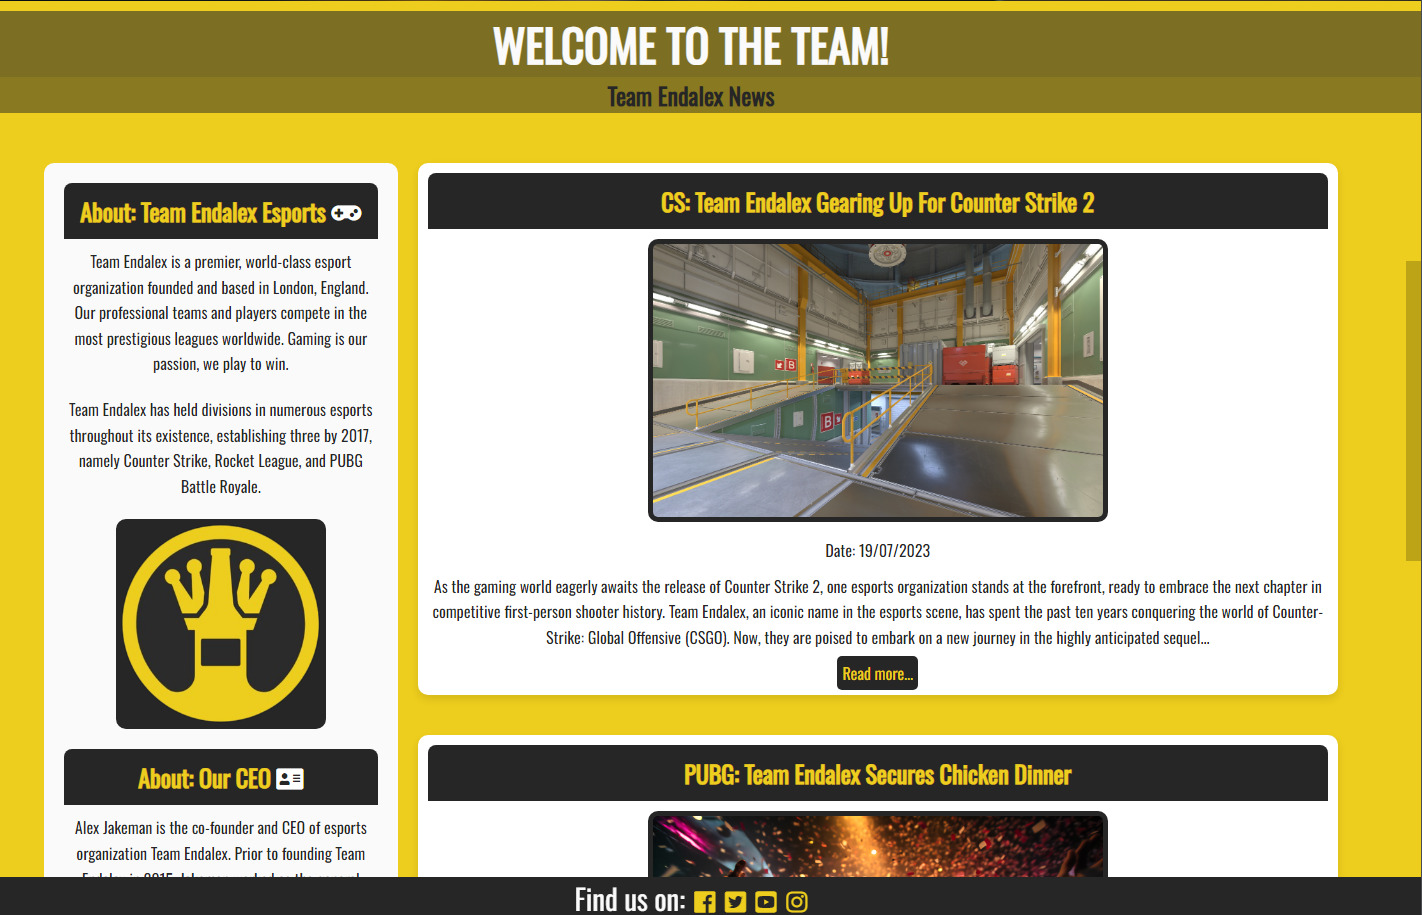 WELCOME TO THE TEAM!
Team Endalex News
About: Team Endalex Esports
Team Endalex is a premier, world-class esport
organization founded and based in London, England.
Our professional teams and players compete in the
most prestigious leagues worldwide. Gaming is our
passion, we play to win.
Team Endalex has held divisions in numerous esports
throughout its existence, establishing three by 2017,
namely Counter Strike, Rocket League, and PUBG
Battle Royale.
About: Our CEO
Alex Jakeman is the co-founder and CEO of esports
organization Team Endalex. Prior to founding Team
CS: Team Endalex Gearing Up For Counter Strike 2
B
B
Date: 19/07/2023
As the gaming world eagerly awaits the release of Counter Strike 2, one esports organization stands at the forefront, ready to embrace the next chapter in
competitive first-person shooter history. Team Endalex, an iconic name in the esports scene, has spent the past ten years conquering the world of Counter-
Strike: Global Offensive (CSGO). Now, they are poised to embark on a new journey in the highly anticipated sequel...
Read more...
PUBG: Team Endalex Secures Chicken Dinner
Find us on: